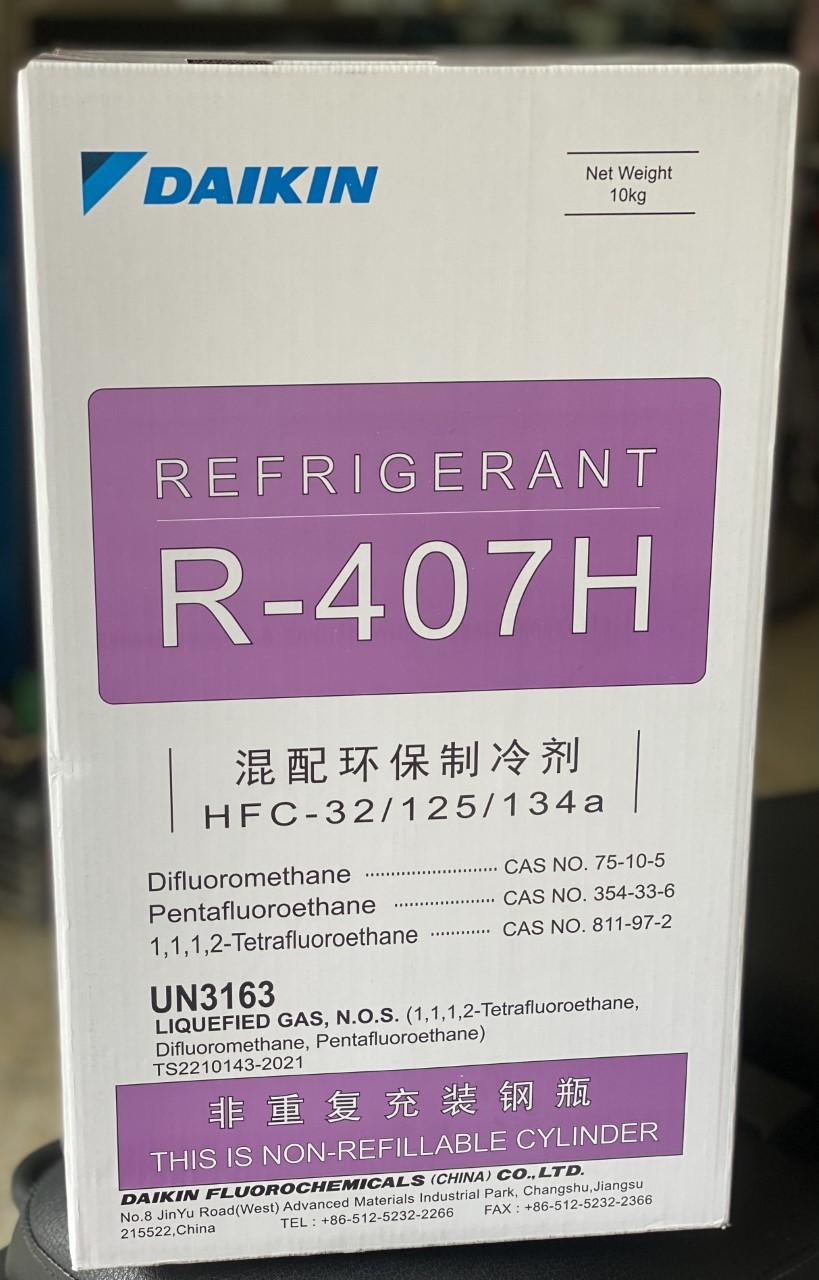 DAIKIN
Net Weight
10kg
REFRIGERANT
R-407H
混配环保制冷剂
HFC-32/125/134a
Difluoromethane .......................... CAS NO. 75-10-5
Pentafluoroethane .................... CAS NO. 354-33-6
1,1,1,2-Tetrafluoroethane ............ CAS NO. 811-97-2
UN3163
LIQUEFIED GAS, N.O.S. (1,1,1,2-Tetrafluoroethane,
Difluoromethane, Pentafluoroethane)
TS2210143-2021
非重复充装钢瓶
THIS IS NON-REFILLABLE CYLINDER
DAIKIN FLUOROCHEMICALS (CHINA) CO., LTD.
No.8 JinYu Road(West) Advanced Materials Industrial Park, Changshu,Jiangsu
215522,China TEL : +86-512-5232-2266 FAX : +86-512-5232-2366